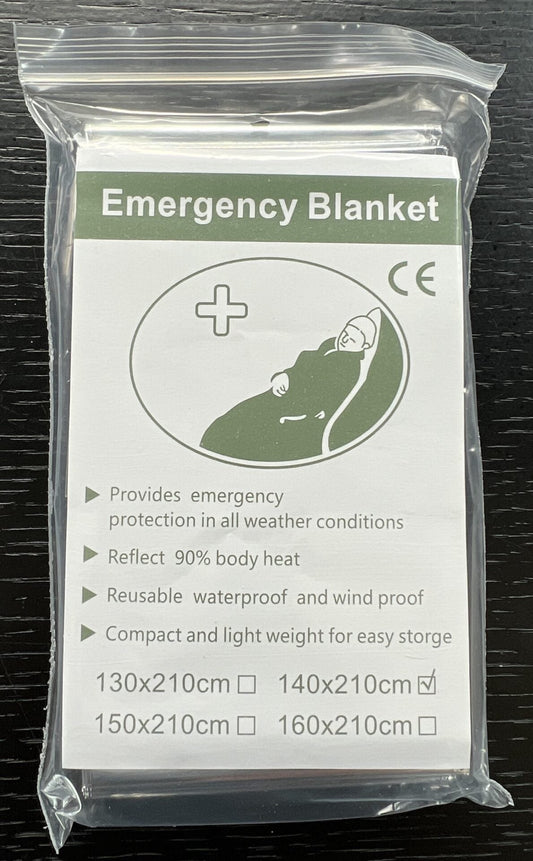 Emergency Blanket
CE
Provides emergency
protection in all weather conditions
Reflect 90% body heat
Reusable waterproof and wind proof
Compact and light weight for easy storge
130x210cm☐ 140x210cm☑
150x210cm☐ 160x210cm☐